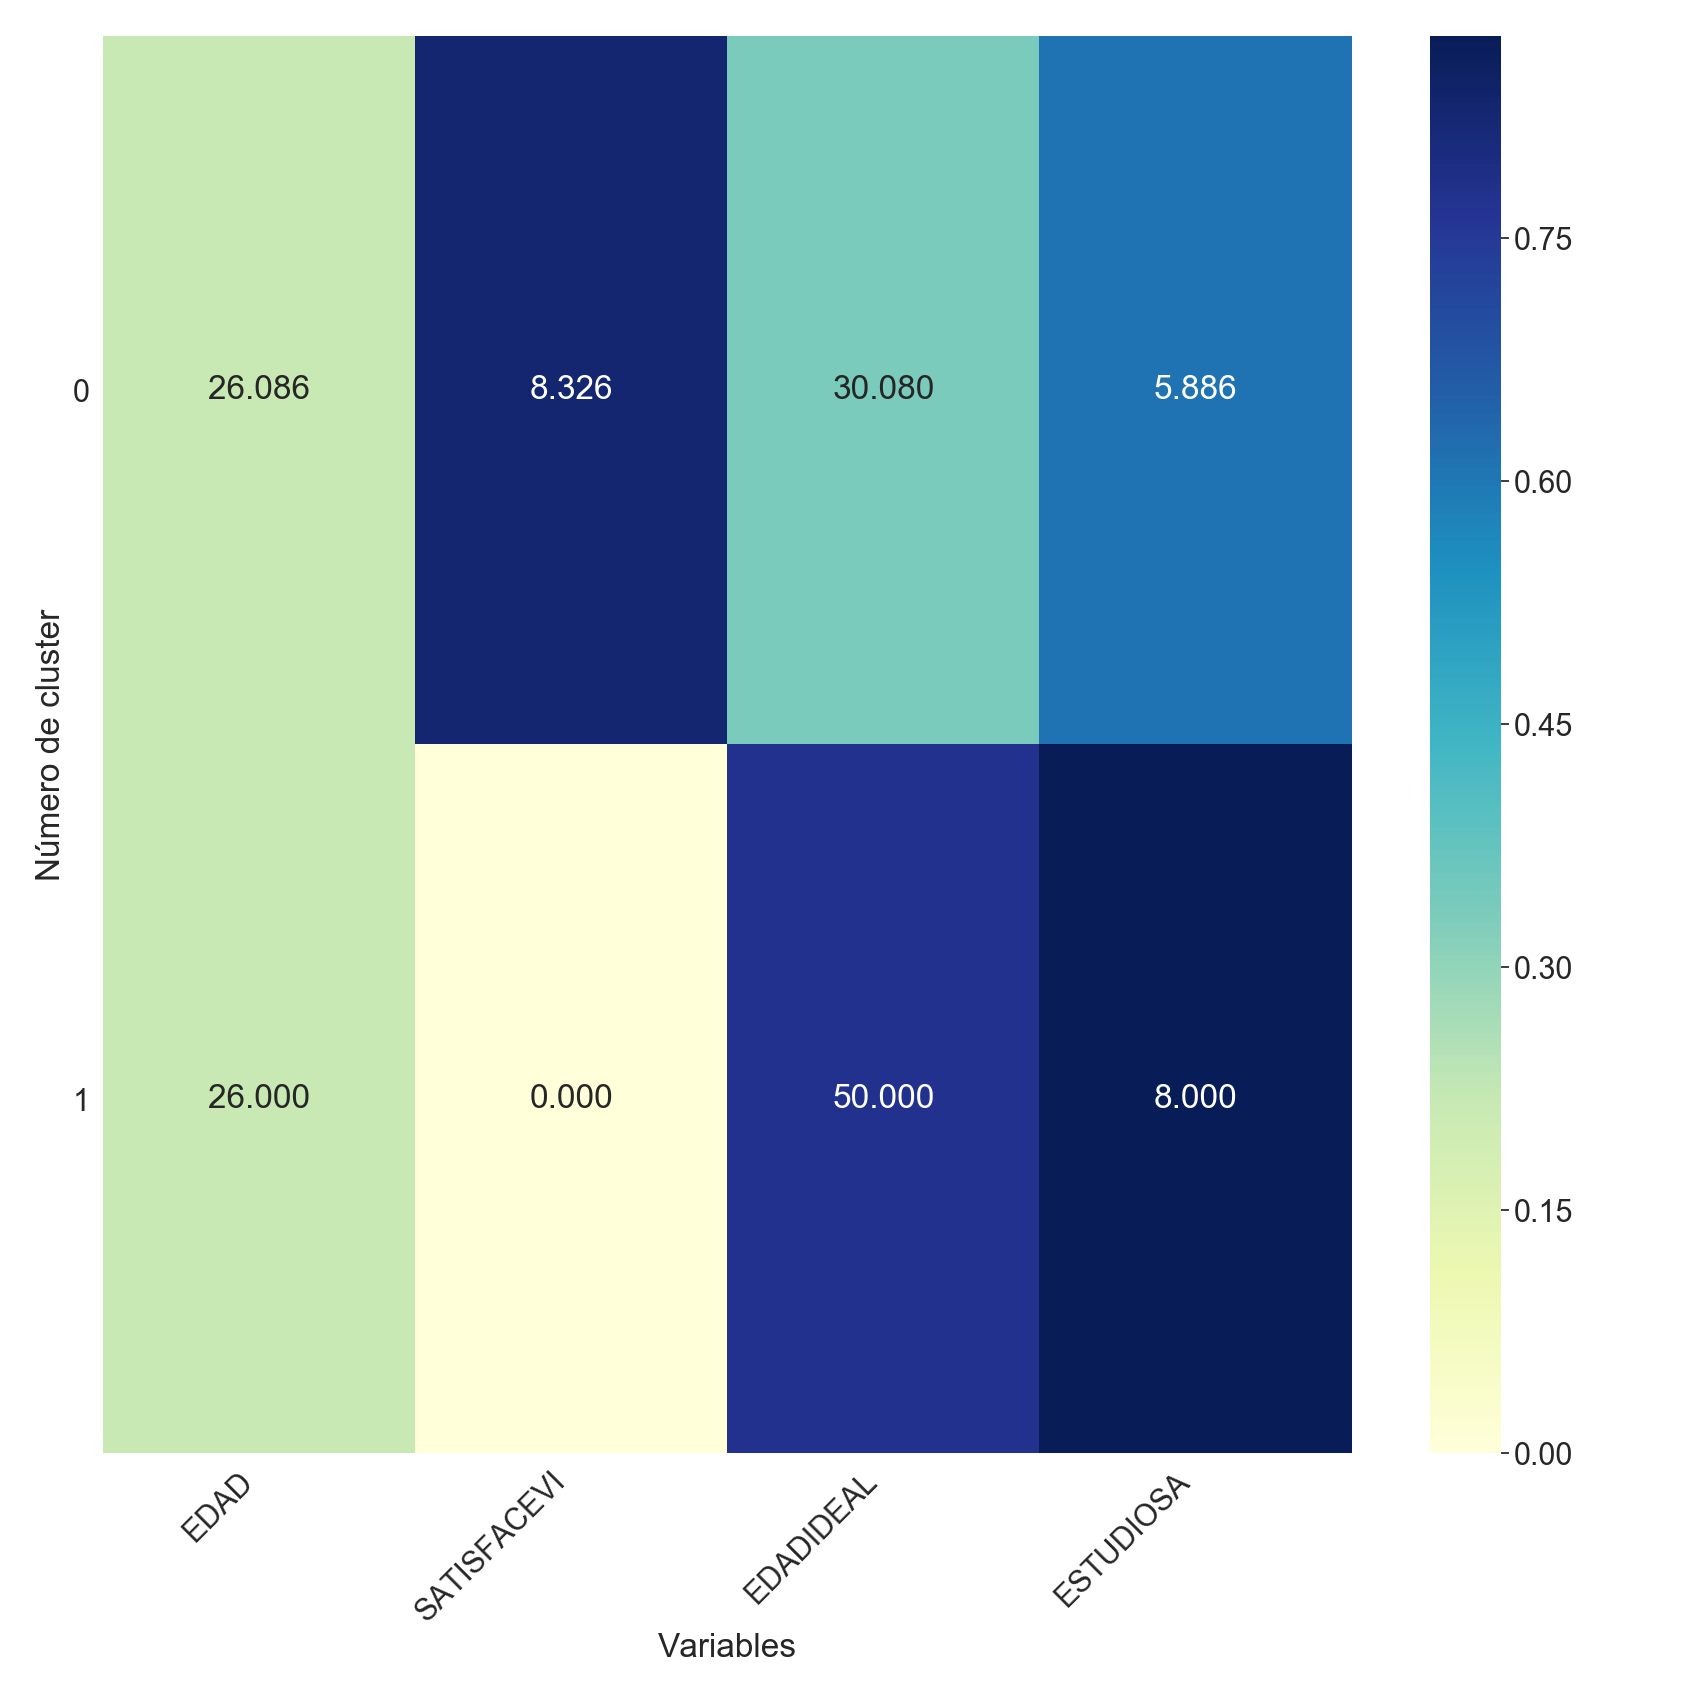 0 26.086 8.326 30.080 5.886
1 26.000 0.000 50.000 8.000
Número de cluster
EDAD SATISFACEVI EDADIDEAL ESTUDIOSA
Variables
0.75
0.60
0.45
0.30
0.15
0.00